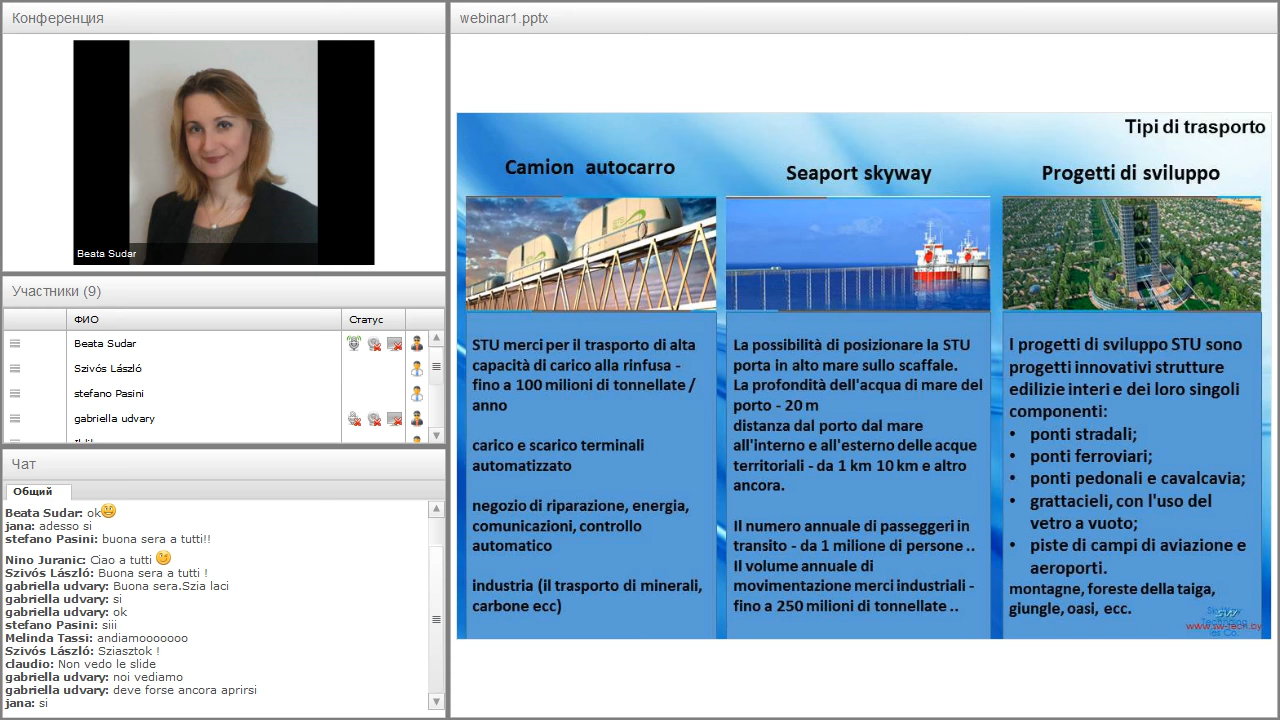 Конференция
Beata Sudar
Участники (9)
ФИО
Статус
Beata Sudar
Szivós László
stefano Pasini
gabriella udvary
Чат
Общий
Beata Sudar: ok
jana: adesso si
stefano Pasini: buona sera a tutti!!
Nino Juranic: Ciao a tutti
Szivós László: Buona sera a tutti !
gabriella udvary: Buona sera.Szia laci
gabriella udvary: si
gabriella udvary: ok
stefano Pasini: siii
Melinda Tassi: andiamooooooo
Szivós László: Sziasztok !
claudio: Non vedo le slide
gabriella udvary: noi vediamo
gabriella udvary: deve forse ancora aprirsi
jana: si
webinar1.pptx
Tipi di trasporto
Camion autocarro
STU merci per il trasporto di alta
capacità di carico alla rinfusa -
fino a 100 milioni di tonnellate /
anno
carico e scarico terminali
automatizzato
negozio di riparazione, energia,
comunicazioni, controllo
automatico
industria (il trasporto di minerali,
carbone ecc)
Seaport skyway
La possibilità di posizionare la STU
porta in alto mare sullo scaffale.
La profondità dell'acqua di mare del
porto - 20 m
distanza dal porto dal mare
all'interno e all'esterno delle acque
territoriali - da 1 km 10 km e altro
ancora.
Il numero annuale di passeggeri in
transito - da 1 milione di persone ..
Il volume annuale di
movimentazione merci industriali -
fino a 250 milioni di tonnellate ..
Progetti di sviluppo
I progetti di sviluppo STU sono
progetti innovativi strutture
edilizie interi e dei loro singoli
componenti:
• ponti stradali;
• ponti ferroviari;
• ponti pedonali e cavalcavia;
• grattacieli, con l'uso del
vetro a vuoto;
• piste di campi di aviazione e
aeroporti.
montagne, foreste della taiga,
giungle, oasi, ecc.
www.sw-tech.by